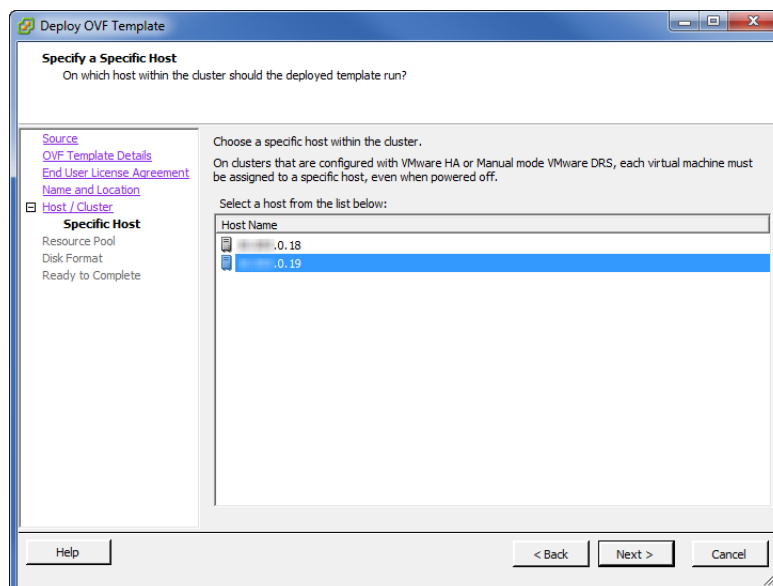 Deploy OVF Template
Specify a Specific Host
On which host within the cluster should the deployed template run?
Source
OVF Template Details
End User License Agreement
Name and Location
Host / Cluster
Specific Host
Resource Pool
Disk Format
Ready to Complete
Choose a specific host within the cluster.
On clusters that are configured with VMware HA or Manual mode VMware DRS, each virtual machine must
be assigned to a specific host, even when powered off.
Select a host from the list below:
Host Name
.0.18
.0.19
Help
< Back
Next >
Cancel